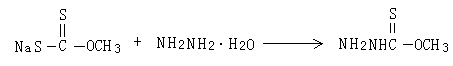 S S
NaS-C-OCH3 + NH2NH2·H2O → NH2NHC-OCH3